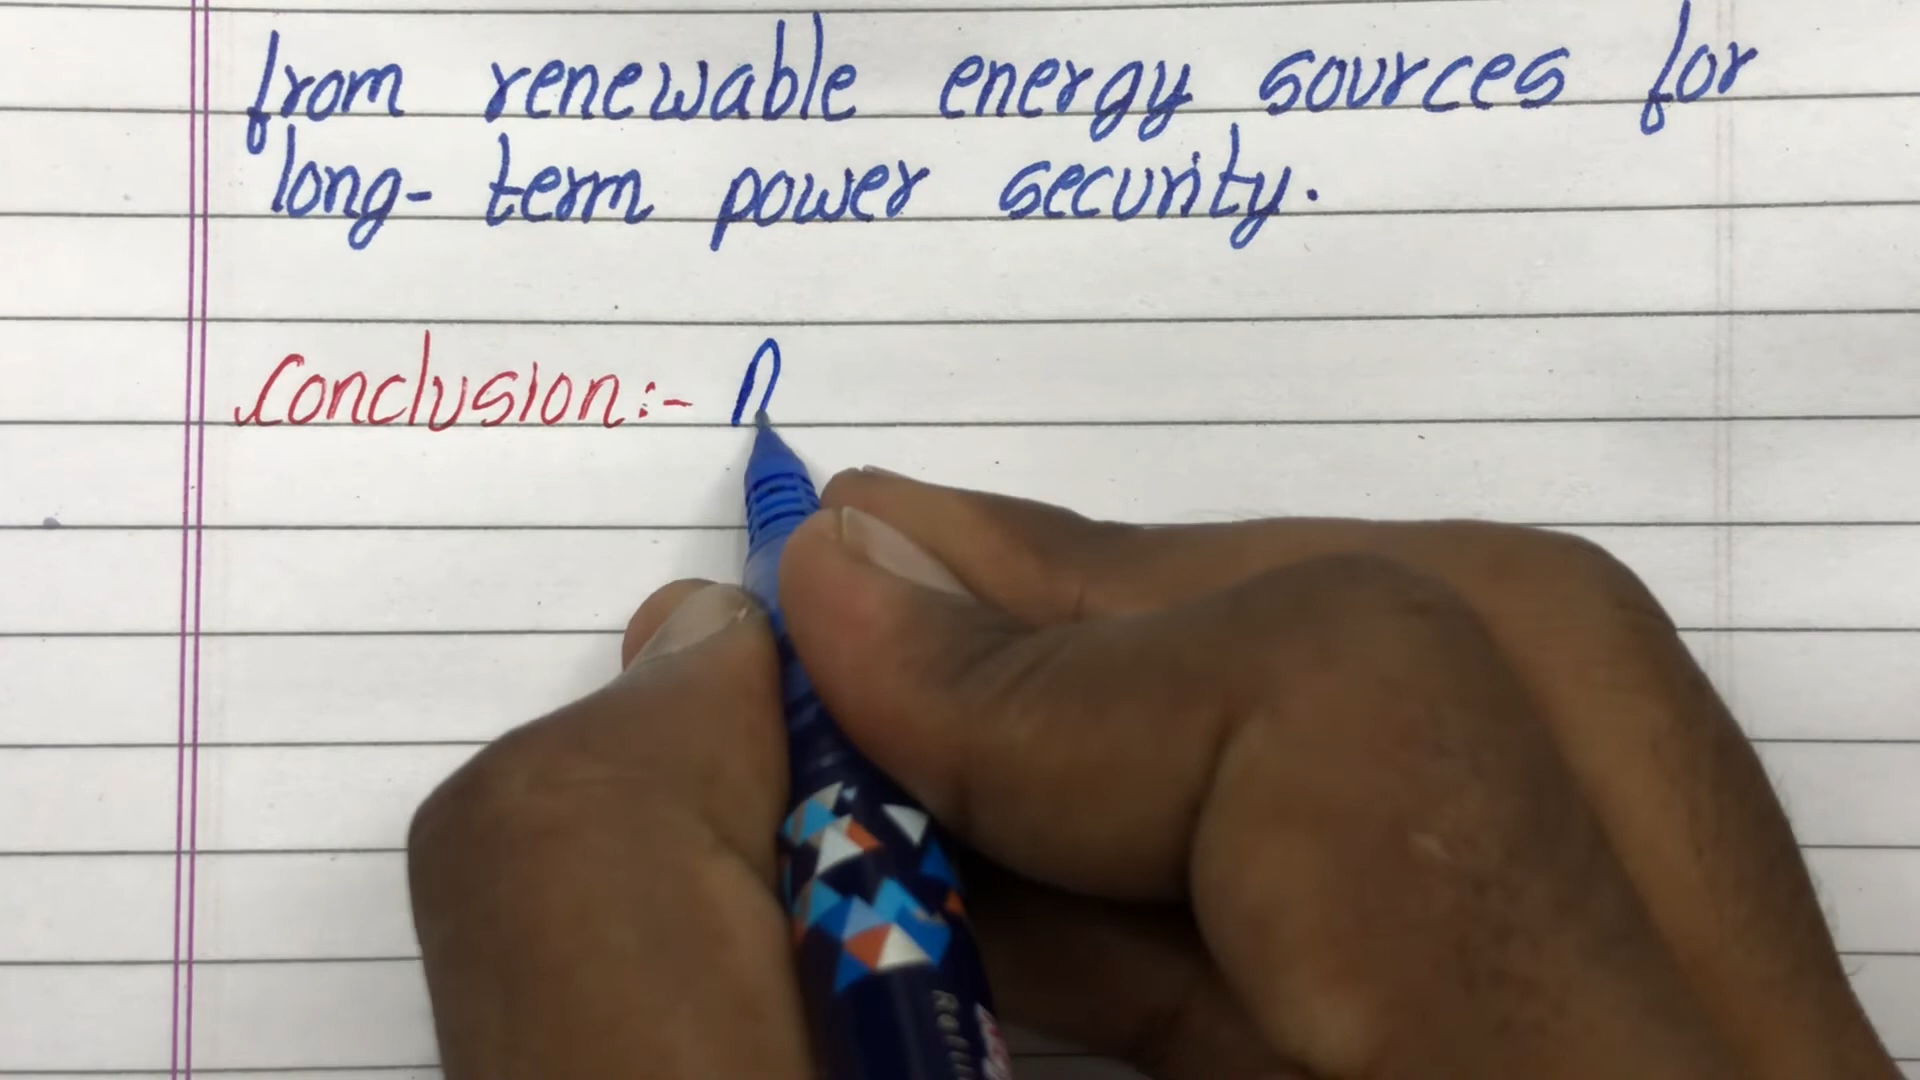 from renewable energy sources for
long- term power security.
Conclusion:-